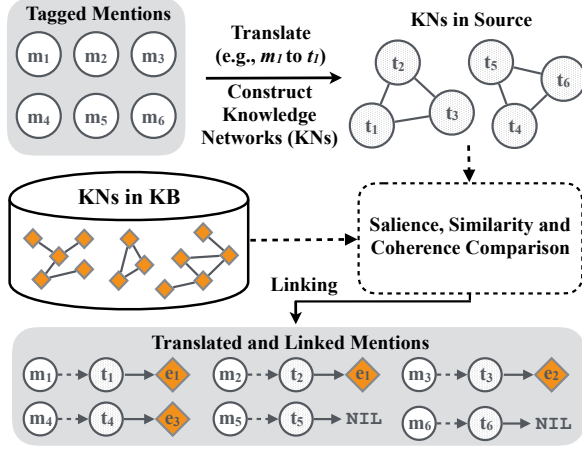 Tagged Mentions
m1 m2 m3
m4 m5 m6
Translate
(e.g., m1 to t1)
Construct
Knowledge
Networks (KNs)
KNs in Source
t2
t1 t3
t5
t6
t4
KNs in KB
Salience, Similarity and
Coherence Comparison
Linking
Translated and Linked Mentions
m1 t1 e1 m2 t2 e1 m3 t3 e2
m4 t4 e3 m5 t5 NIL m6 t6 NIL